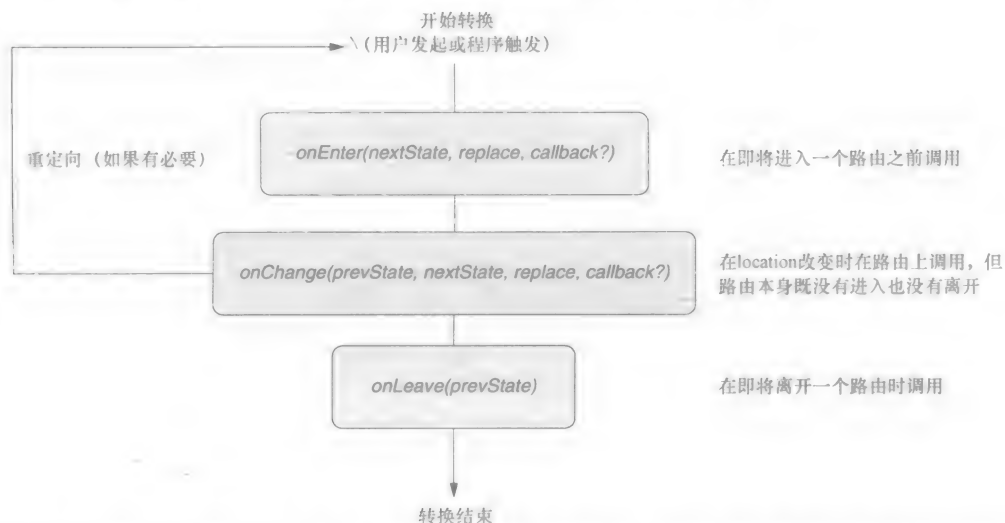 开始转换
\(用户发起或程序触发)
重定向(如果有必要)
onEnter(nextState, replace, callback?)
在即将进入一个路由之前调用
onChange(prevState, nextState, replace, callback?)
在location改变时在路由上调用,但
路由本身既没有进入也没有离开
onLeave(prevState)
在即将离开一个路由时调用
转换结束